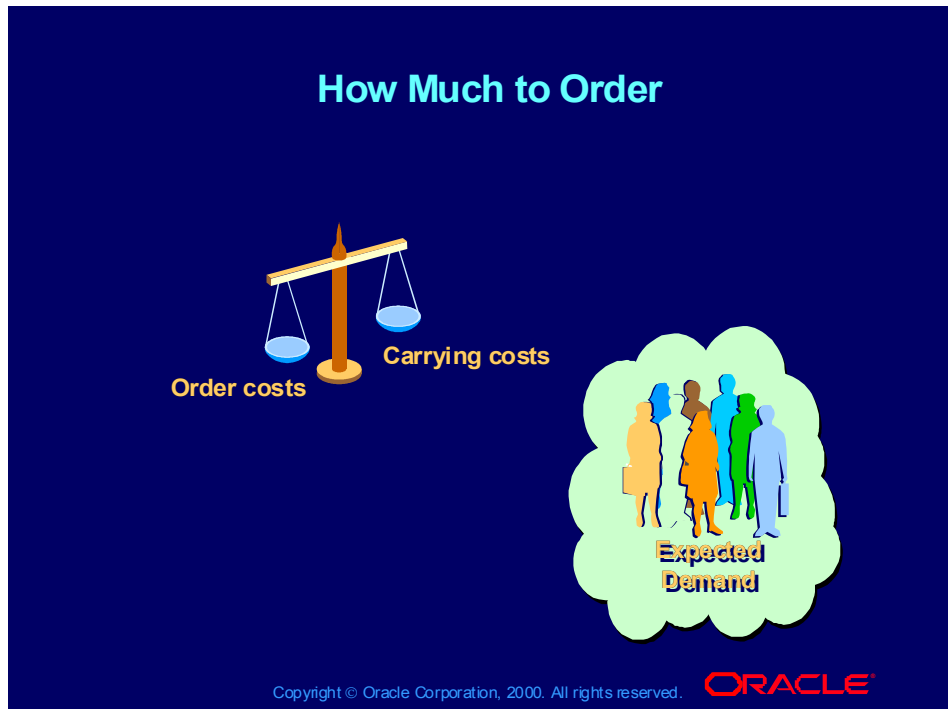 How Much to Order
Carrying costs
Order costs
Expected
Demand
Copyright © Oracle Corporation, 2000. All rights reserved.
ORACLE®